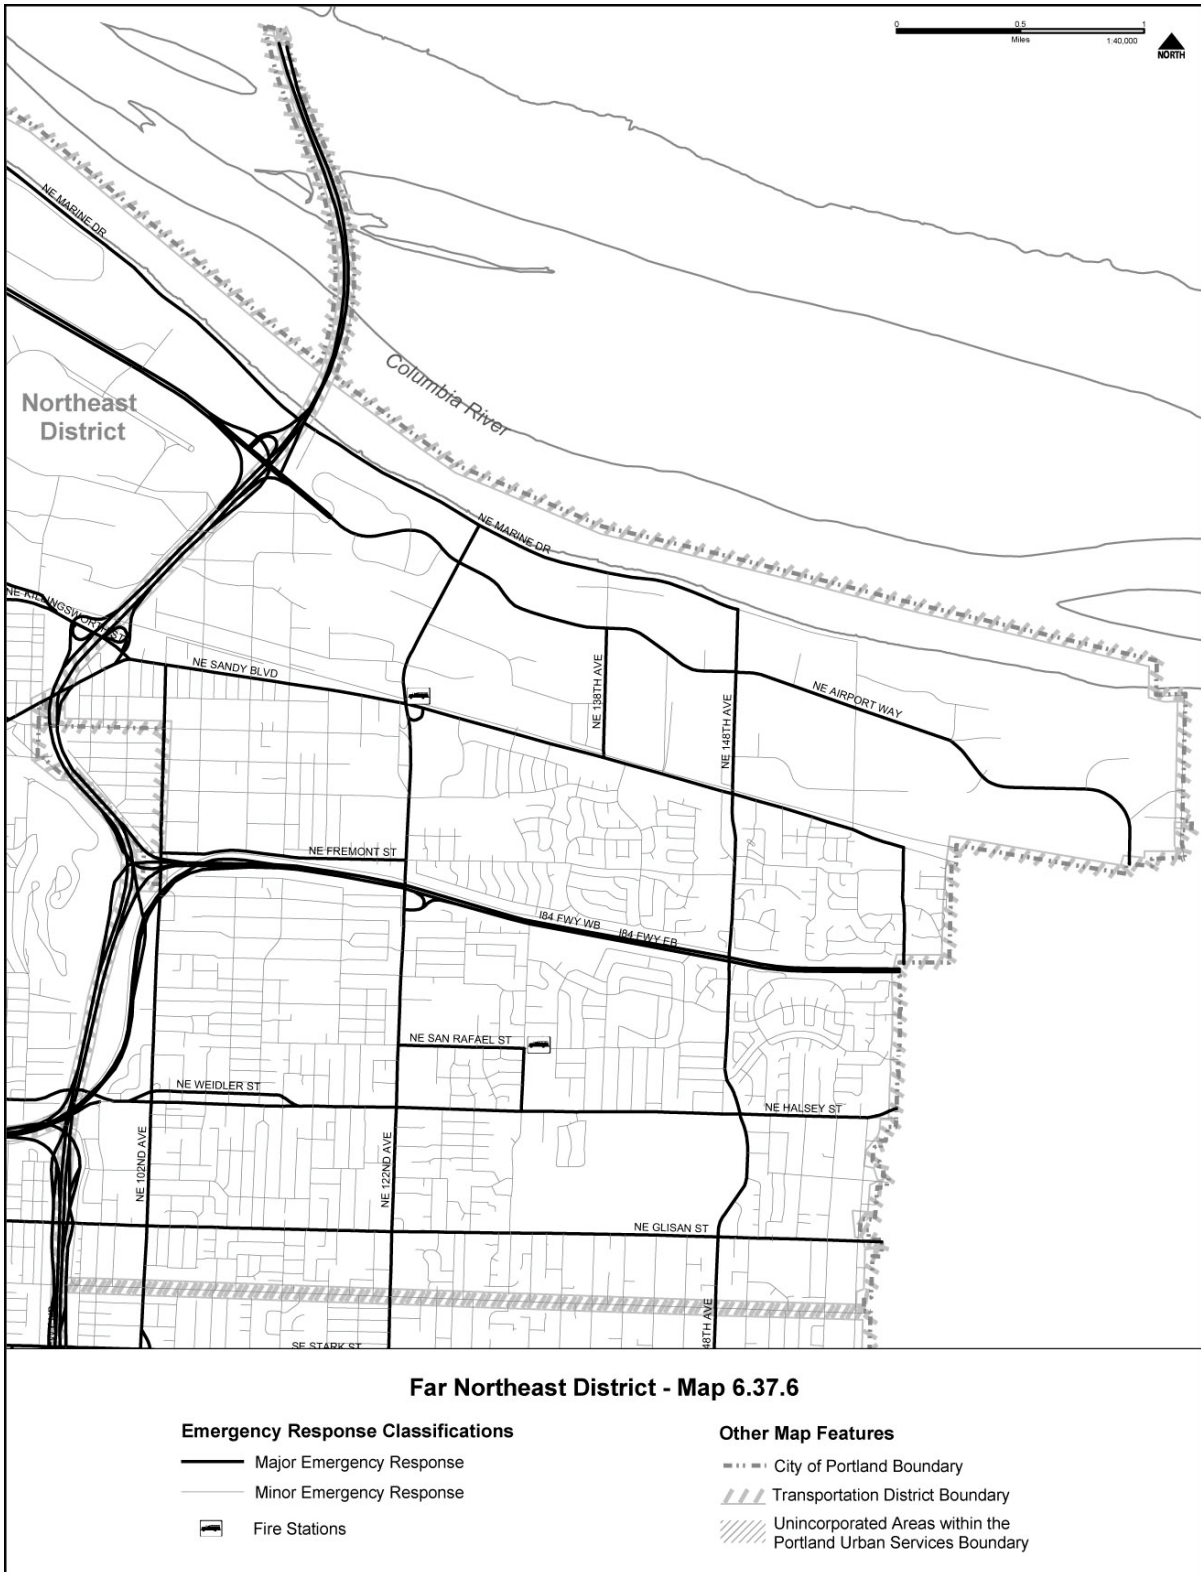 0 0.5 1
Miles 1:40,000
NORTH
NE MARINE DR
Northeast
District
Columbia River
NE MARINE DR
NE KILLINGSWORTH ST
NE SANDY BLVD
NE 138TH AVE
NE 148TH AVE
NE AIRPORT WAY
NE FREMONT ST
I84 FWY WB
I84 FWY EB
NE SAN RAFAEL ST
NE WEIDLER ST
NE HALSEY ST
NE 102ND AVE
NE 122ND AVE
NE GLISAN ST
48TH AVE
SE STARK ST
Far Northeast District - Map 6.37.6
Emergency Response Classifications
Major Emergency Response
Minor Emergency Response
Fire Stations
Other Map Features
City of Portland Boundary
Transportation District Boundary
Unincorporated Areas within the
Portland Urban Services Boundary